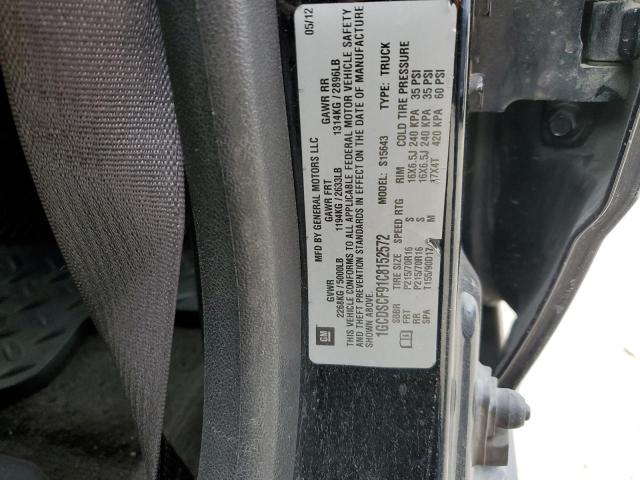 MFD BY GENERAL MOTORS LLC 05/12
GVWR GAWR FRT GAWR RR
2268KG/5000LB 1194KG/2633LB 1314KG/2896LB
THIS VEHICLE CONFORMS TO ALL APPLICABLE FEDERAL MOTOR VEHICLE SAFETY
AND THEFT PREVENTION STANDARDS IN EFFECT ON THE DATE OF MANUFACTURE
SHOWN ABOVE.
1GCDSCF91C8152572 MODEL: S15643 TYPE: TRUCK
S0BR TIRE SIZE SPEED RTG RIM COLD TIRE PRESSURE
FRT P215/70R16 S 16X6.5J 240 KPA 35 PSI
RR P215/70R16 S 16X6.5J 240 KPA 35 PSI
SPA T155/90D17 M 17X4T 420 KPA 60 PSI
GM